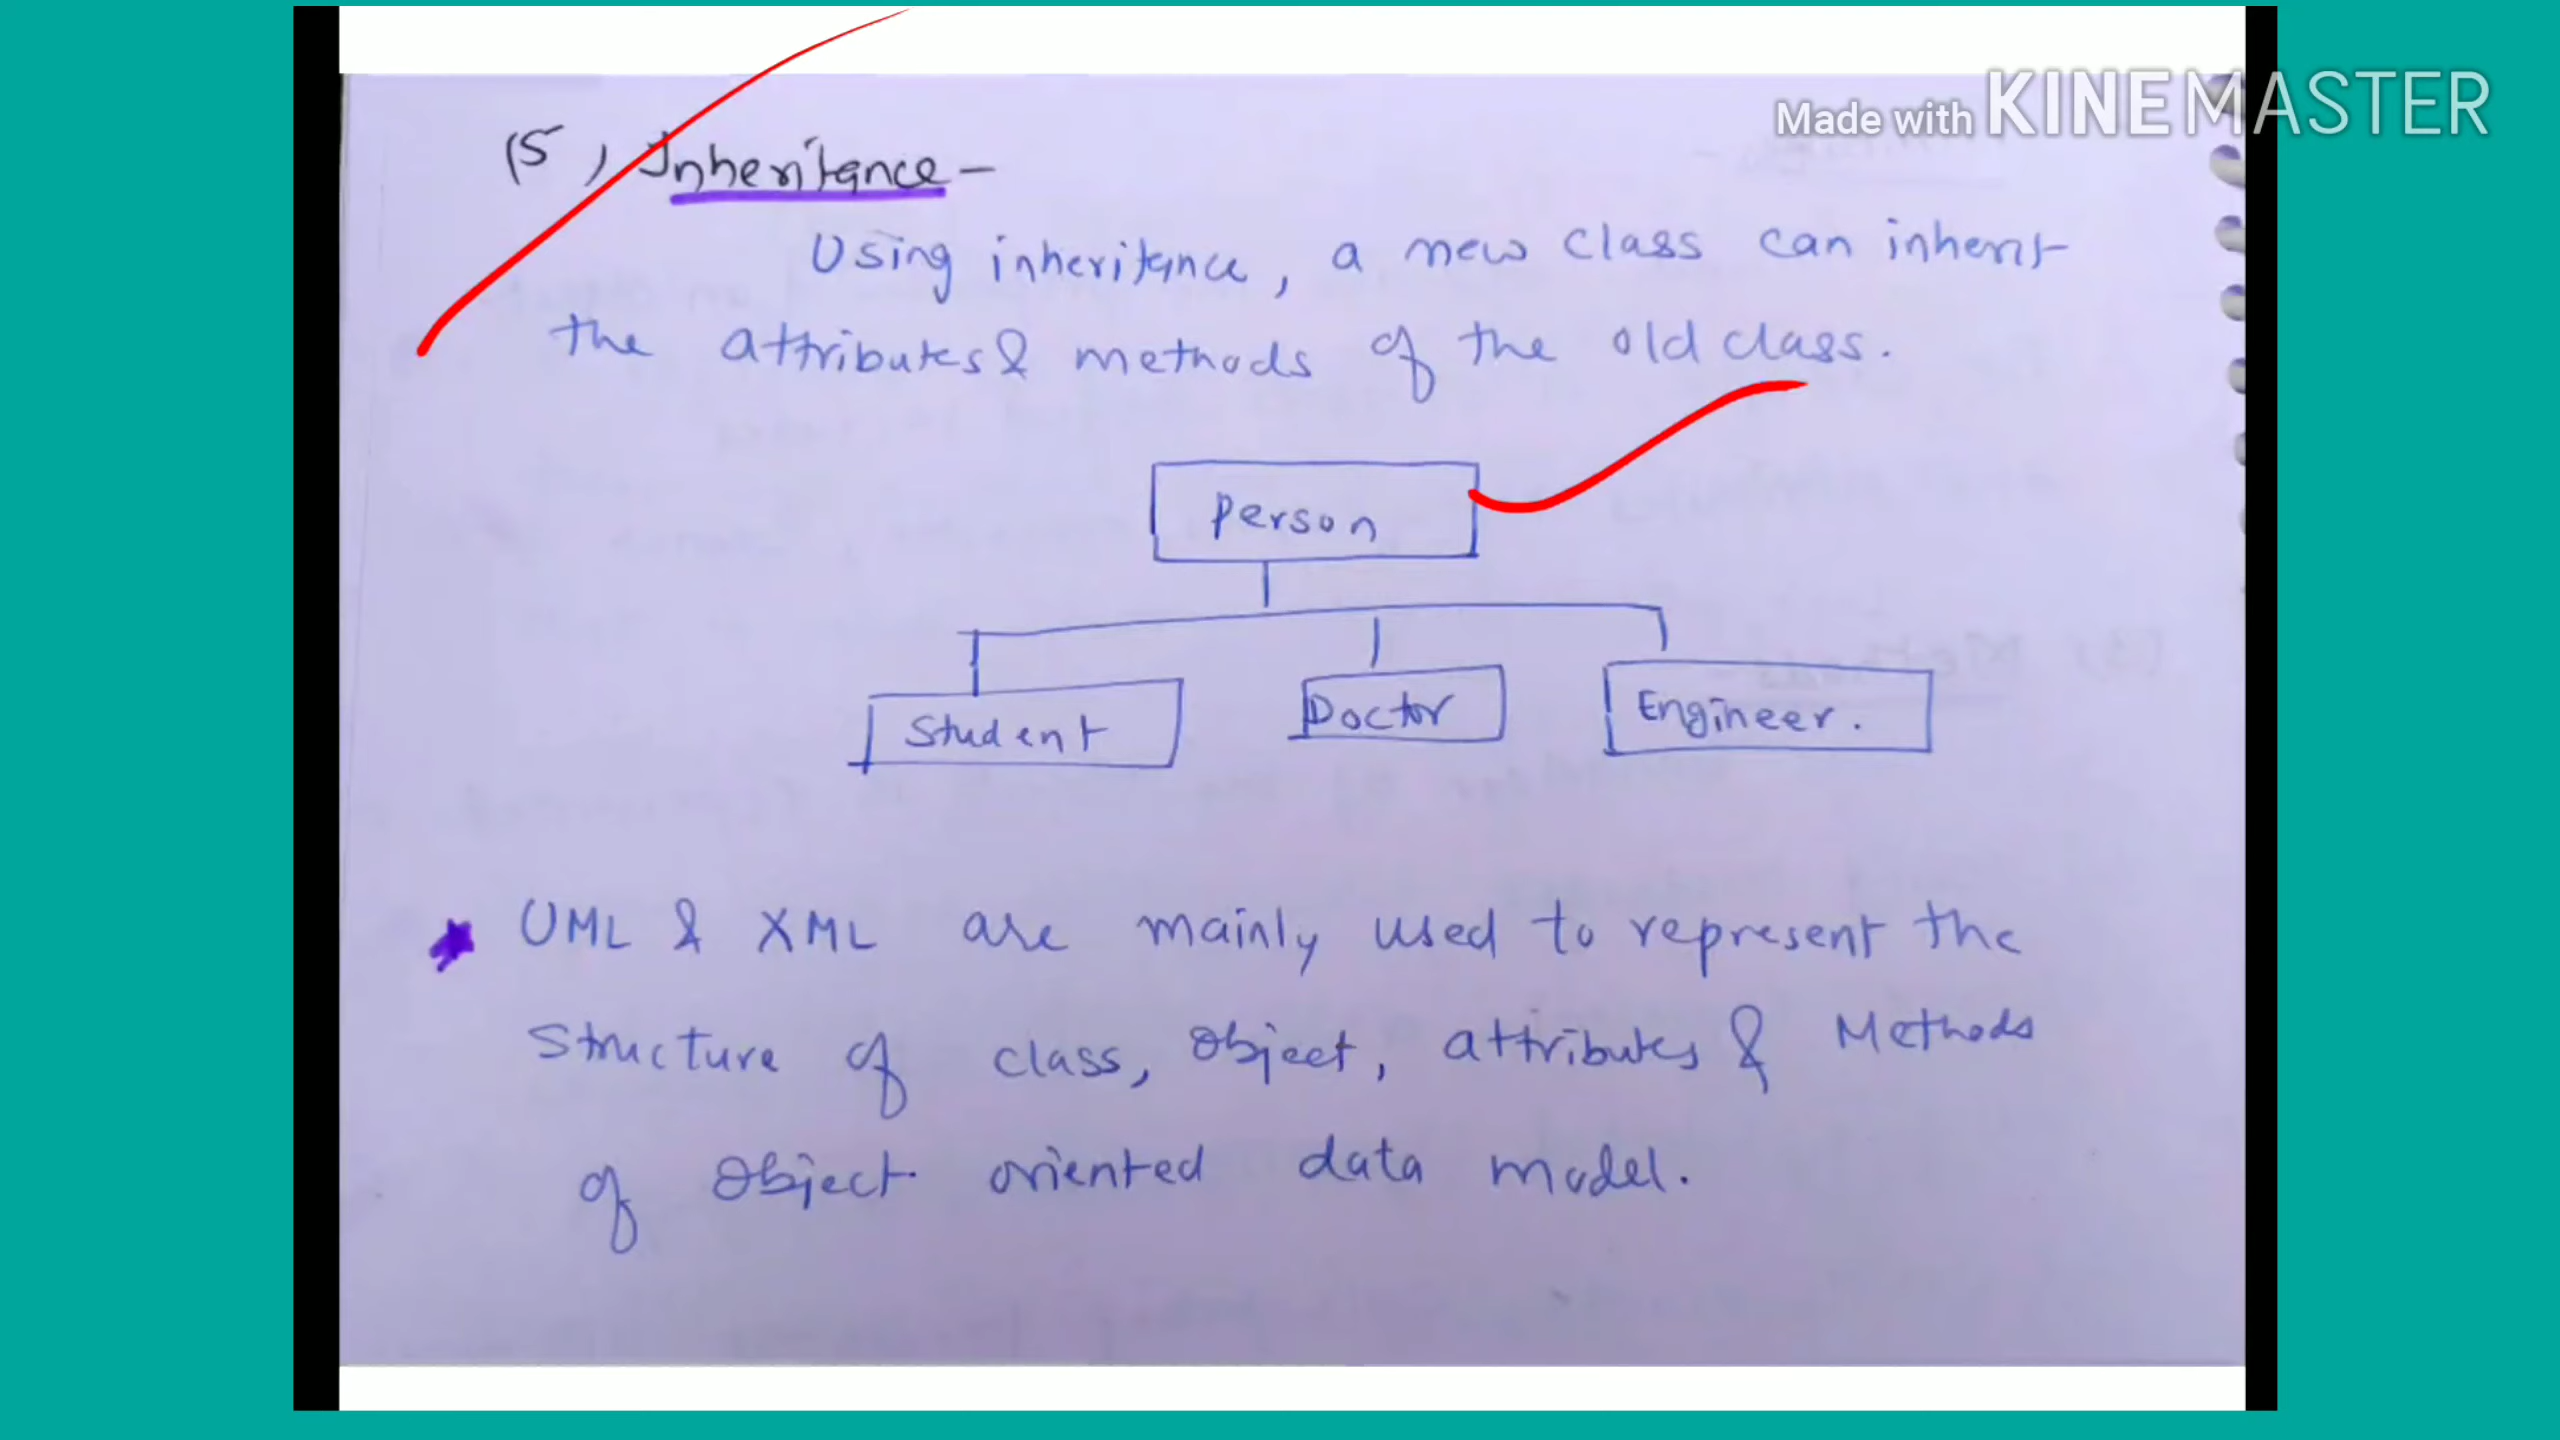 Made with KINEMASTER
(5) Inheritance –
Using inheritance, a new class can inherit
the attributes & methods of the old class.
Person
Student Doctor Engineer.
UML & XML are mainly used to represent the
structure of class, object, attributes & Methods
of object oriented data model.